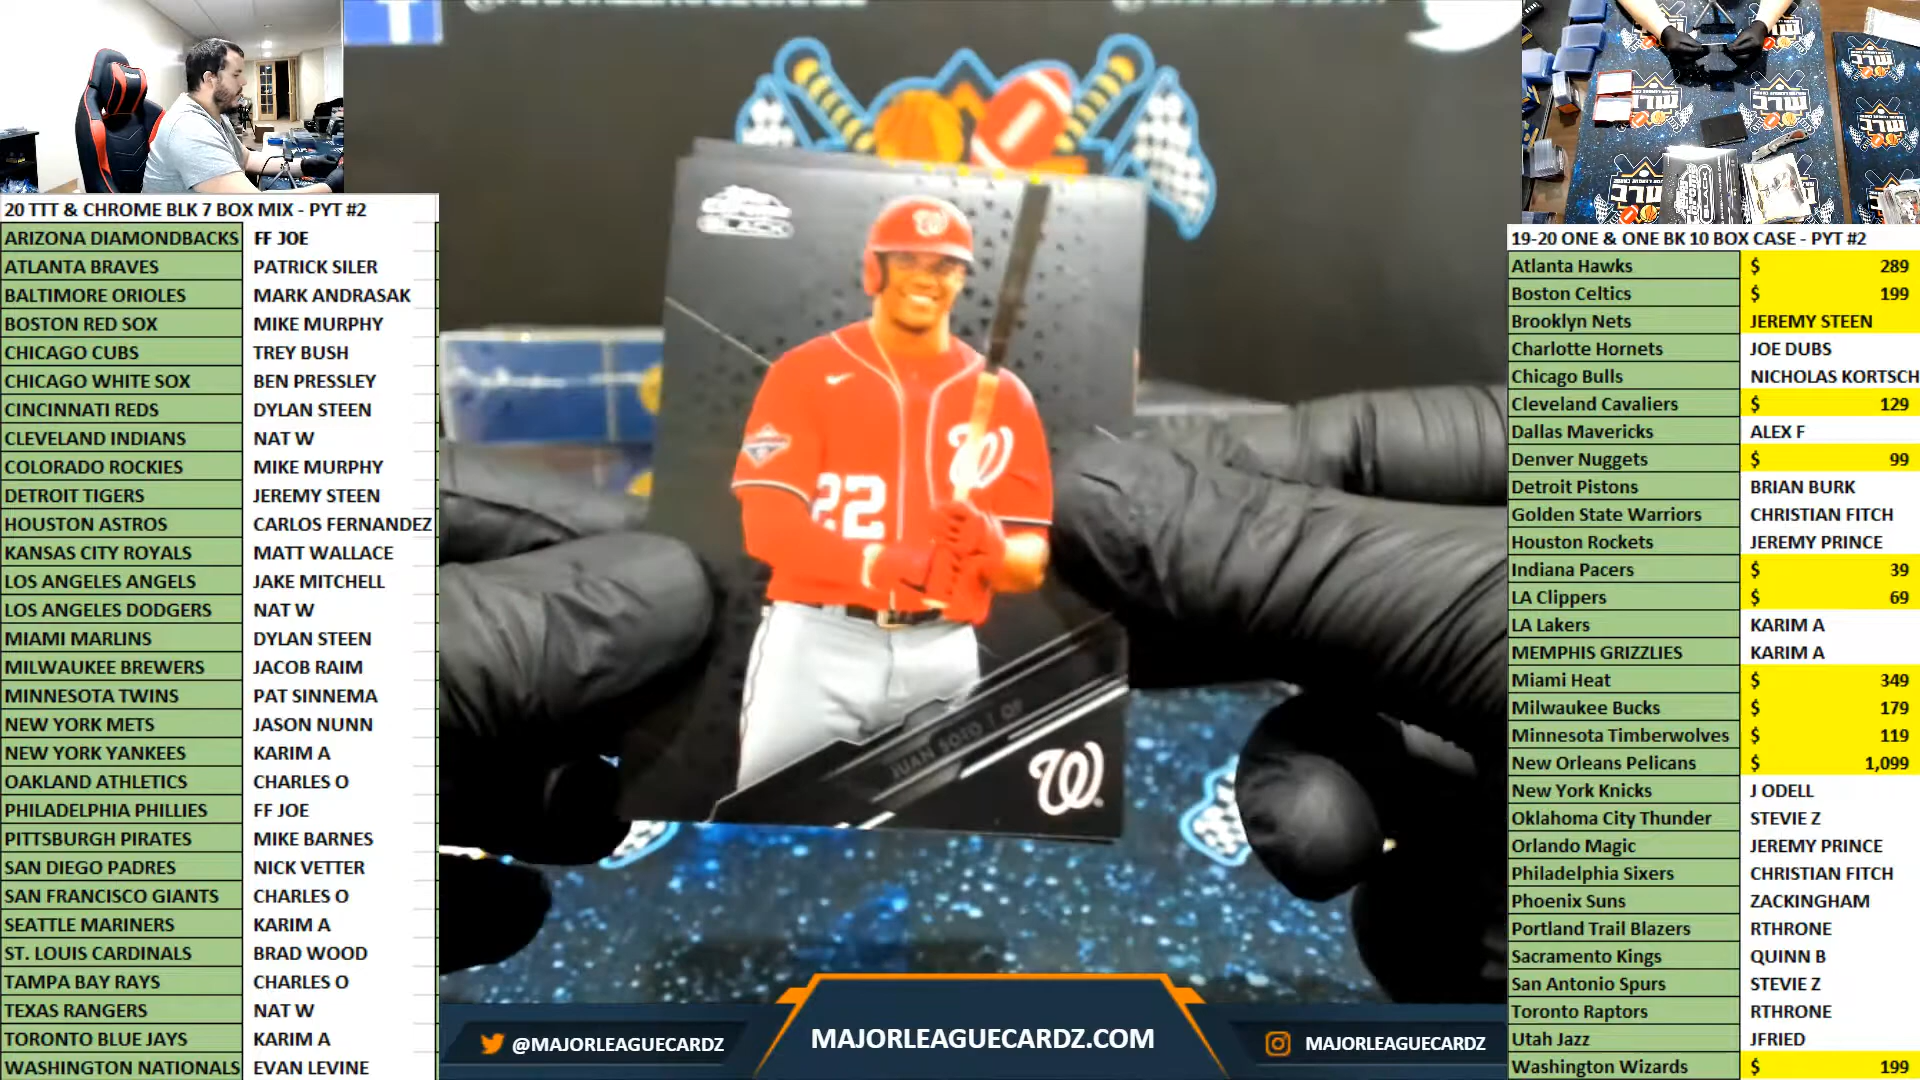 20 TTT & CHROME BLK 7 BOX MIX - PYT #2
ARIZONA DIAMONDBACKS FF JOE
ATLANTA BRAVES PATRICK SILER
BALTIMORE ORIOLES MARK ANDRASAK
BOSTON RED SOX MIKE MURPHY
CHICAGO CUBS TREY BUSH
CHICAGO WHITE SOX BEN PRESSLEY
CINCINNATI REDS DYLAN STEEN
CLEVELAND INDIANS NAT W
COLORADO ROCKIES MIKE MURPHY
DETROIT TIGERS JEREMY STEEN
HOUSTON ASTROS CARLOS FERNANDEZ
KANSAS CITY ROYALS MATT WALLACE
LOS ANGELES ANGELS JAKE MITCHELL
LOS ANGELES DODGERS NAT W
MIAMI MARLINS DYLAN STEEN
MILWAUKEE BREWERS JACOB RAIM
MINNESOTA TWINS PAT SINNEMA
NEW YORK METS JASON NUNN
NEW YORK YANKEES KARIM A
OAKLAND ATHLETICS CHARLES O
PHILADELPHIA PHILLIES FF JOE
PITTSBURGH PIRATES MIKE BARNES
SAN DIEGO PADRES NICK VETTER
SAN FRANCISCO GIANTS CHARLES O
SEATTLE MARINERS KARIM A
ST. LOUIS CARDINALS BRAD WOOD
TAMPA BAY RAYS CHARLES O
TEXAS RANGERS NAT W
TORONTO BLUE JAYS KARIM A
WASHINGTON NATIONALS EVAN LEVINE
CHROME
BLACK
W
W
22
JUAN SOTO | OF
W
@MAJORLEAGUECARDZ
MAJORLEAGUECARDZ.COM
MAJORLEAGUECARDZ
19-20 ONE & ONE BK 10 BOX CASE - PYT #2
Atlanta Hawks $ 289
Boston Celtics $ 199
Brooklyn Nets JEREMY STEEN
Charlotte Hornets JOE DUBS
Chicago Bulls NICHOLAS KORTSCH
Cleveland Cavaliers $ 129
Dallas Mavericks ALEX F
Denver Nuggets $ 99
Detroit Pistons BRIAN BURK
Golden State Warriors CHRISTIAN FITCH
Houston Rockets JEREMY PRINCE
Indiana Pacers $ 39
LA Clippers $ 69
LA Lakers KARIM A
MEMPHIS GRIZZLIES KARIM A
Miami Heat $ 349
Milwaukee Bucks $ 179
Minnesota Timberwolves $ 119
New Orleans Pelicans $ 1,099
New York Knicks J ODELL
Oklahoma City Thunder STEVIE Z
Orlando Magic JEREMY PRINCE
Philadelphia Sixers CHRISTIAN FITCH
Phoenix Suns ZACKINGHAM
Portland Trail Blazers RTHRONE
Sacramento Kings QUINN B
San Antonio Spurs STEVIE Z
Toronto Raptors RTHRONE
Utah Jazz JFRIED
Washington Wizards $ 199